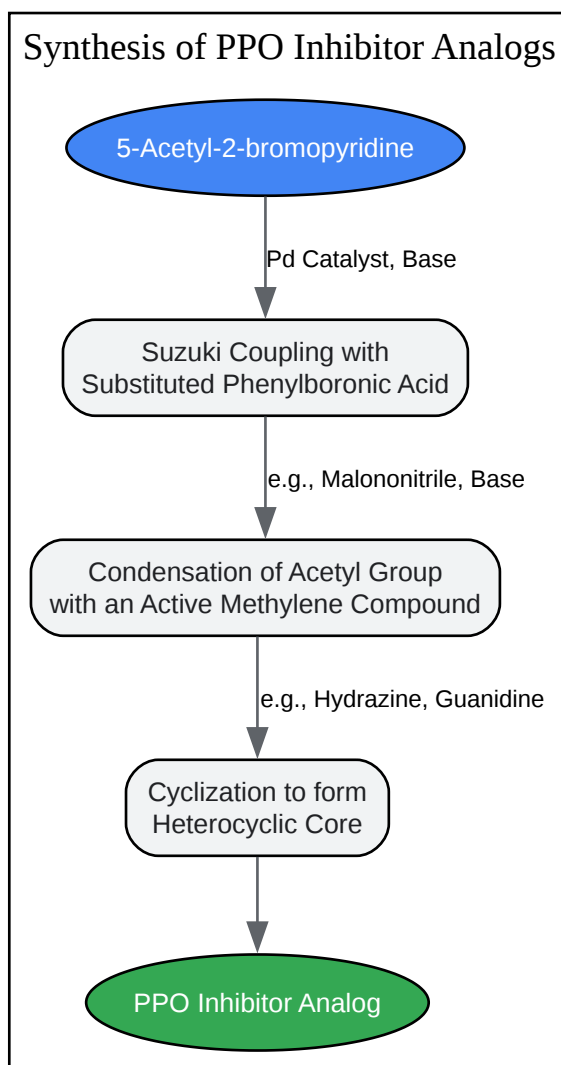 Synthesis of PPO Inhibitor Analogs
5-Acetyl-2-bromopyridine
Pd Catalyst, Base
Suzuki Coupling with
Substituted Phenylboronic Acid
e.g., Malononitrile, Base
Condensation of Acetyl Group
with an Active Methylene Compound
e.g., Hydrazine, Guanidine
Cyclization to form
Heterocyclic Core
PPO Inhibitor Analog